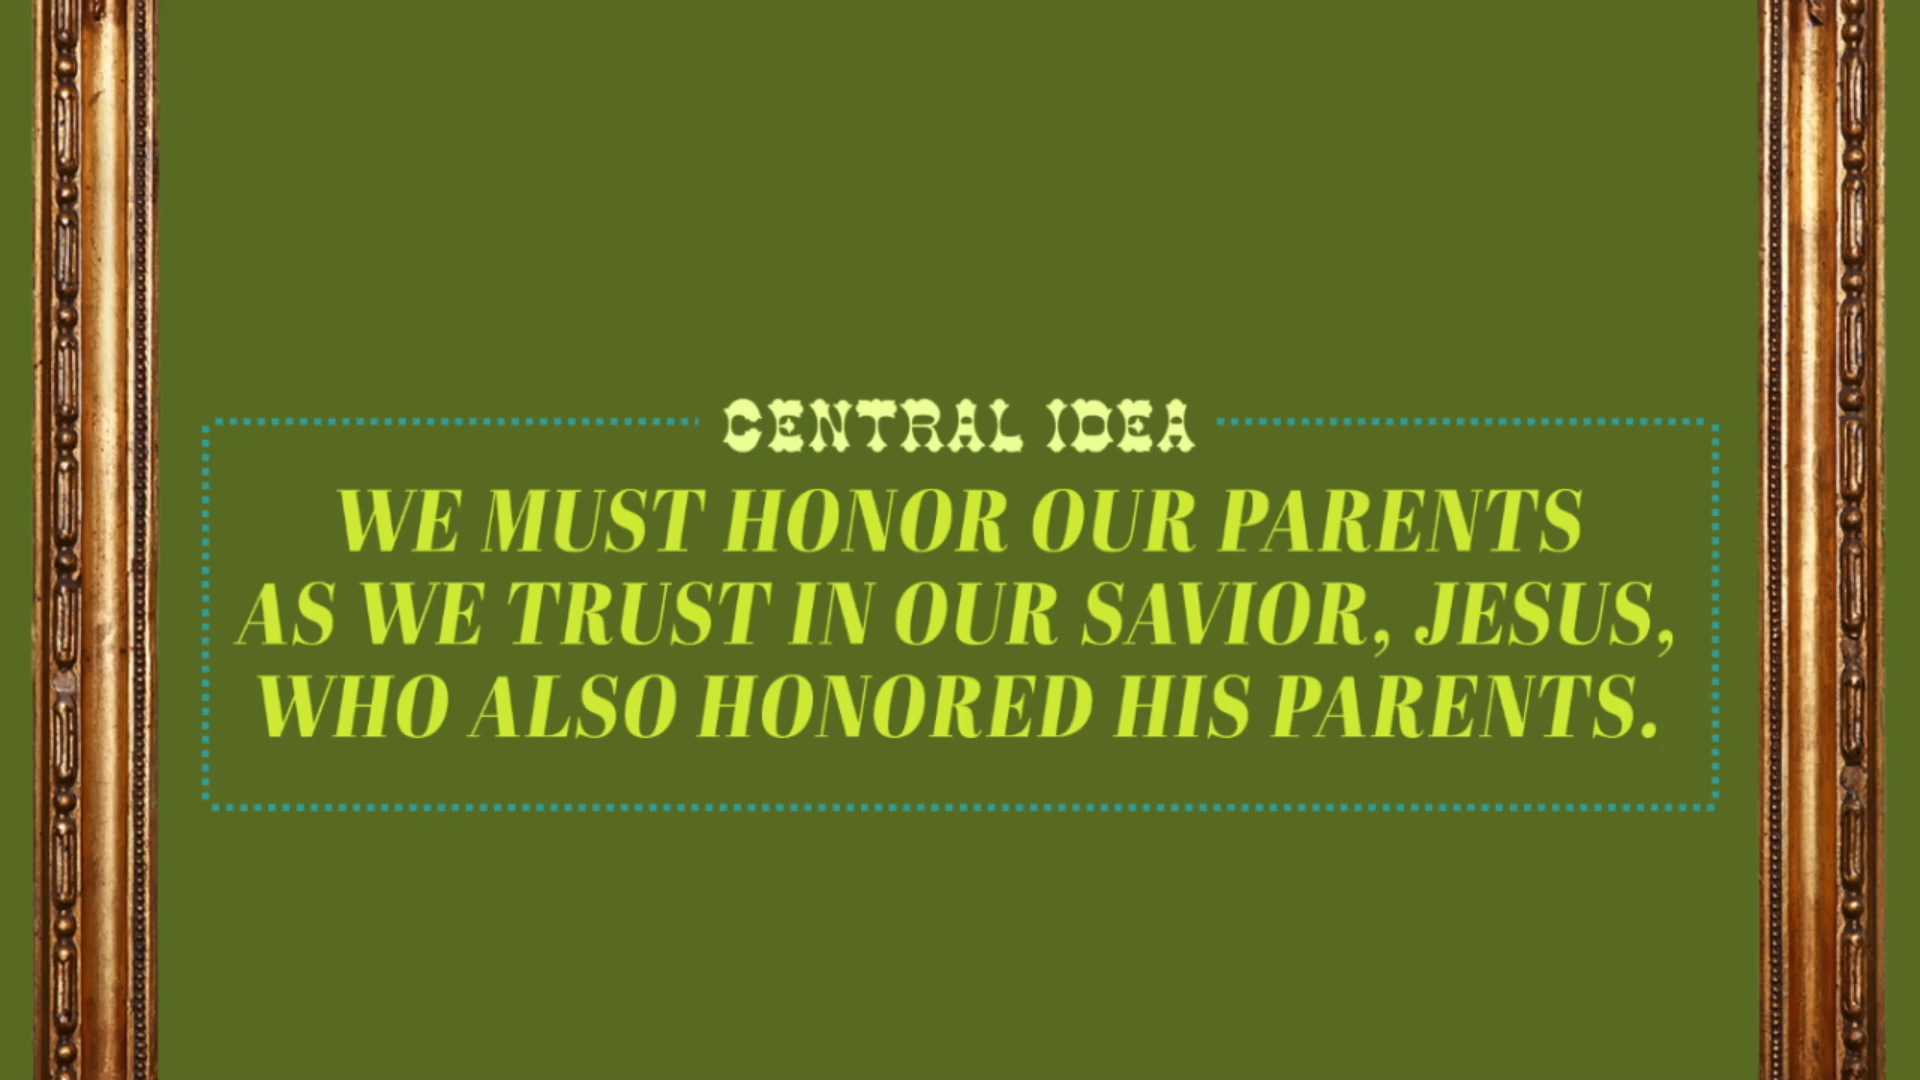 CENTRAL IDEA
WE MUST HONOR OUR PARENTS
AS WE TRUST IN OUR SAVIOR, JESUS,
WHO ALSO HONORED HIS PARENTS.